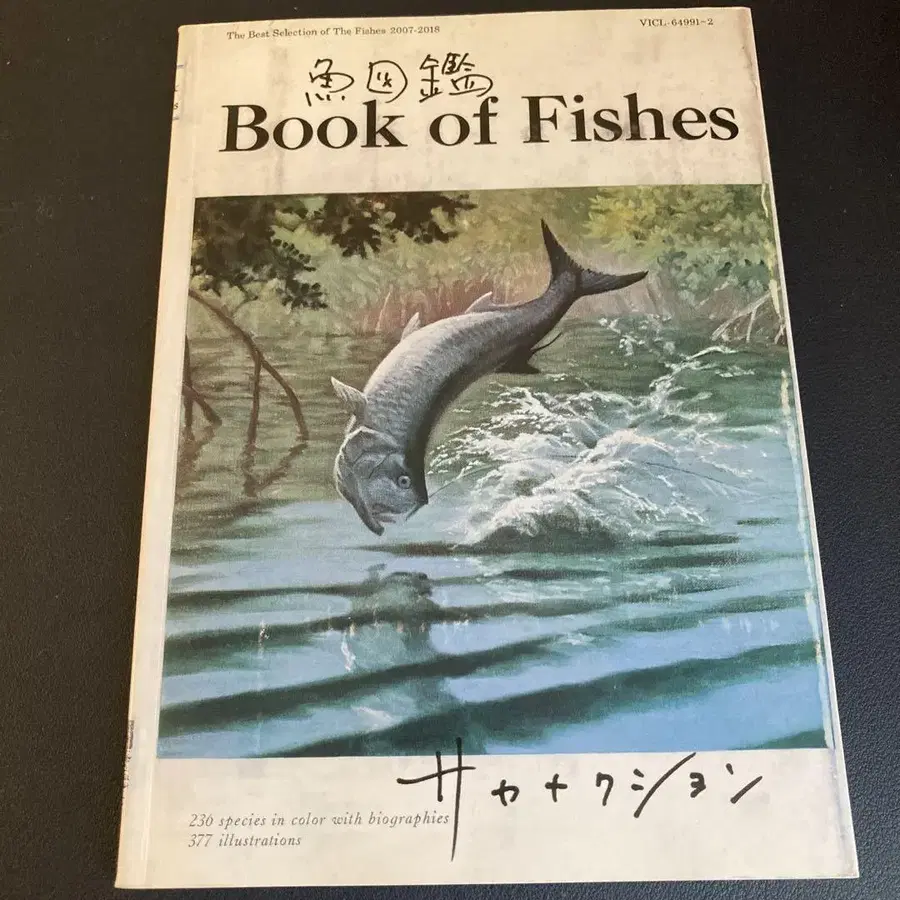 The Best Selection of The Fishes 2007-2018
VICL-64991~2
魚図鑑
Book of Fishes
サカナクション
236 species in color with biographies
377 illustrations